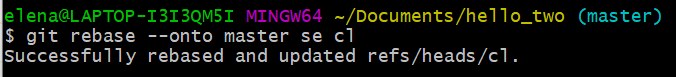 elena@LAPTOP-I3I3QM5I MINGW64 ~/Documents/hello_two (master)
$ git rebase --onto master se cl
Successfully rebased and updated refs/heads/cl.